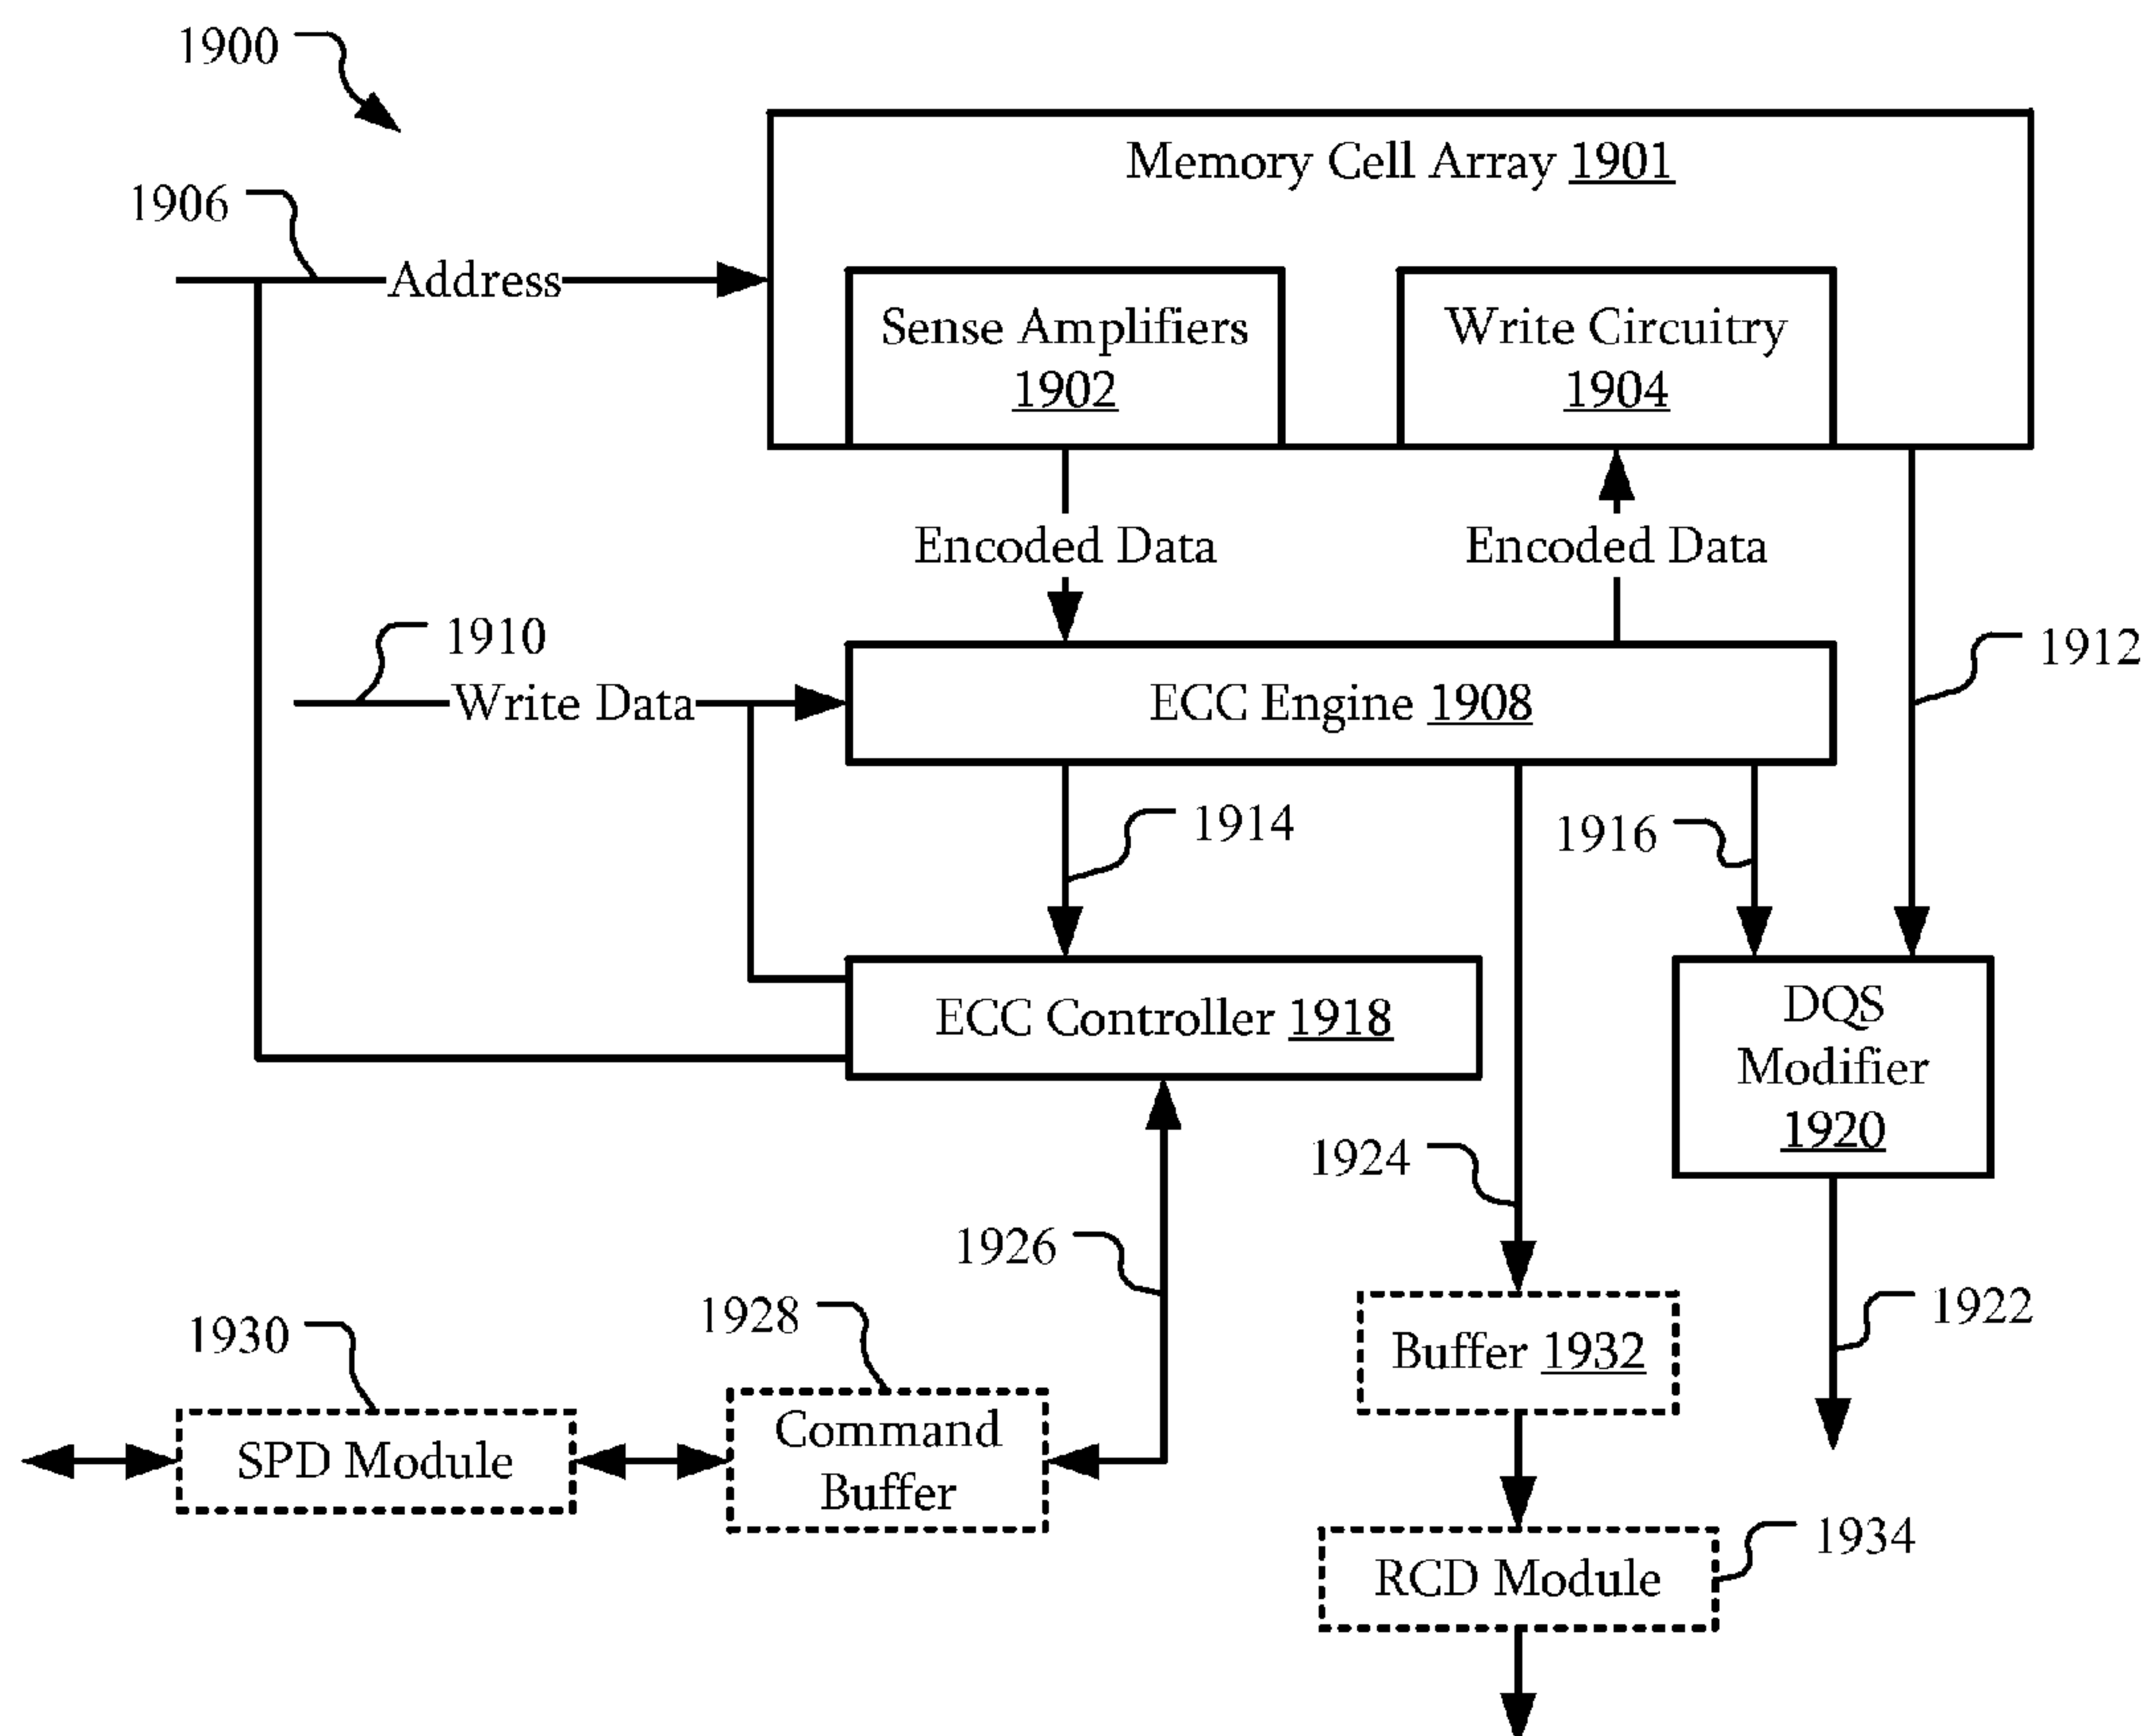 1900
Memory Cell Array 1901
1906
Address
Sense Amplifiers
1902
Write Circuitry
1904
Encoded Data
Encoded Data
1910
Write Data
ECC Engine 1908
1912
1914
1916
ECC Controller 1918
DQS
Modifier
1920
1924
1926
1922
1928
1930
Buffer 1932
SPD Module
Command
Buffer
1934
RCD Module